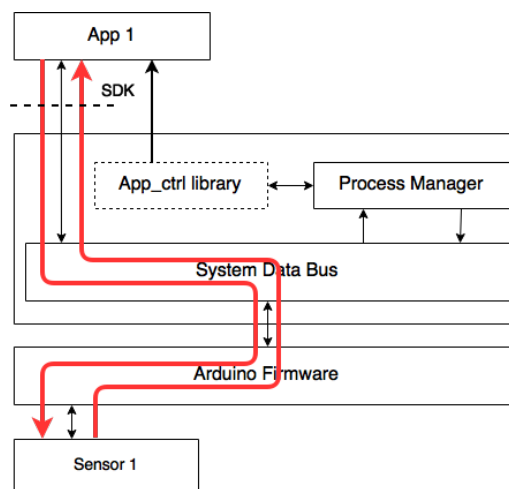 App 1
SDK
App_ctrl library
Process Manager
System Data Bus
Arduino Firmware
Sensor 1